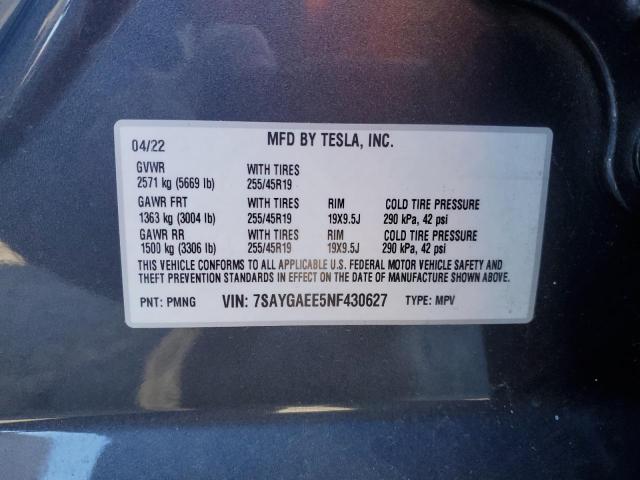 04/22 MFD BY TESLA, INC.
GVWR WITH TIRES
2571 kg (5669 lb) 255/45R19
GAWR FRT WITH TIRES RIM COLD TIRE PRESSURE
1363 kg (3004 lb) 255/45R19 19X9.5J 290 kPa, 42 psi
GAWR RR WITH TIRES RIM COLD TIRE PRESSURE
1500 kg (3306 lb) 255/45R19 19X9.5J 290 kPa, 42 psi
THIS VEHICLE CONFORMS TO ALL APPLICABLE U.S. FEDERAL MOTOR VEHICLE SAFETY AND
THEFT PREVENTION STANDARDS IN EFFECT ON THE DATE OF MANUFACTURE SHOWN ABOVE.
PNT: PMNG VIN: 7SAYGAEE5NF430627 TYPE: MPV